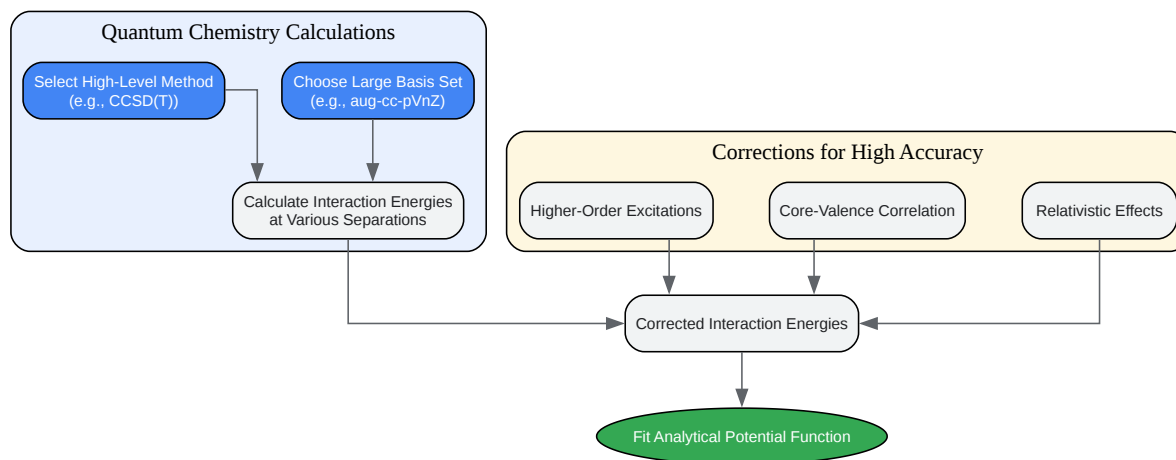 Quantum Chemistry Calculations
Select High-Level Method
(e.g., CCSD(T))
Choose Large Basis Set
(e.g., aug-cc-pVnZ)
Calculate Interaction Energies
at Various Separations
Corrections for High Accuracy
Higher-Order Excitations
Core-Valence Correlation
Relativistic Effects
Corrected Interaction Energies
Fit Analytical Potential Function